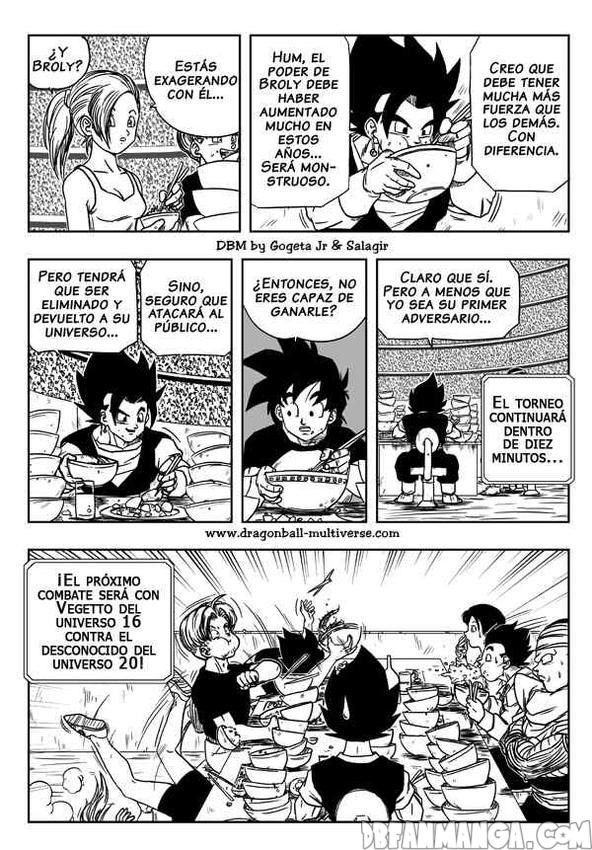 ¿Y
BROLY?
ESTÁS
EXAGERANDO
CON ÉL...
HUM, EL
PODER DE
BROLY DEBE
HABER
AUMENTADO
MUCHO EN
ESTOS
AÑOS...
SERÁ MON-
STRUOSO.
CREO QUE
DEBE TENER
MUCHA MÁS
FUERZA QUE
LOS DEMÁS.
CON
DIFERENCIA.
DBM by Gogeta Jr & Salagir
PERO TENDRÁ
QUE SER
ELIMINADO Y
DEVUELTO A SU
UNIVERSO...
SINO,
SEGURO QUE
ATACARÁ AL
PÚBLICO...
¿ENTONCES, NO
ERES CAPAZ DE
GANARLE?
CLARO QUE SÍ.
PERO A MENOS QUE
YO SEA SU PRIMER
ADVERSARIO...
EL TORNEO
CONTINUARÁ
DENTRO DE
DIEZ
MINUTOS...
www.dragonball-multiverse.com
¡EL PRÓXIMO
COMBATE SERÁ CON
VEGETTO DEL
UNIVERSO 16
CONTRA EL
DESCONOCIDO DEL
UNIVERSO 20!
DBFANMANGA.COM